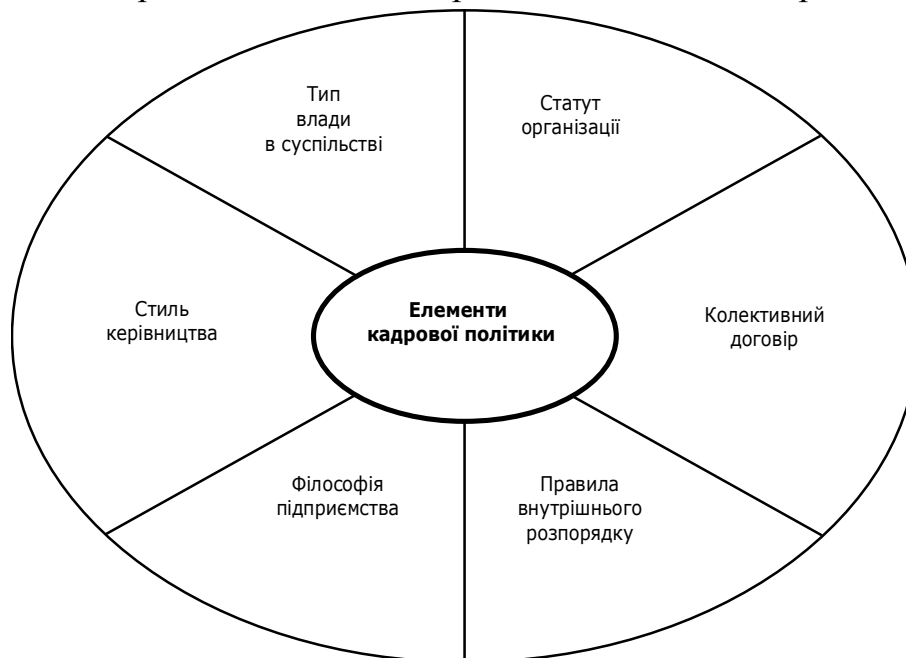 Тип
влади
в суспільстві
Статут
організації
Стиль
керівництва
Елементи
кадрової політики
Колективний
договір
Філософія
підприємства
Правила
внутрішнього
розпорядку